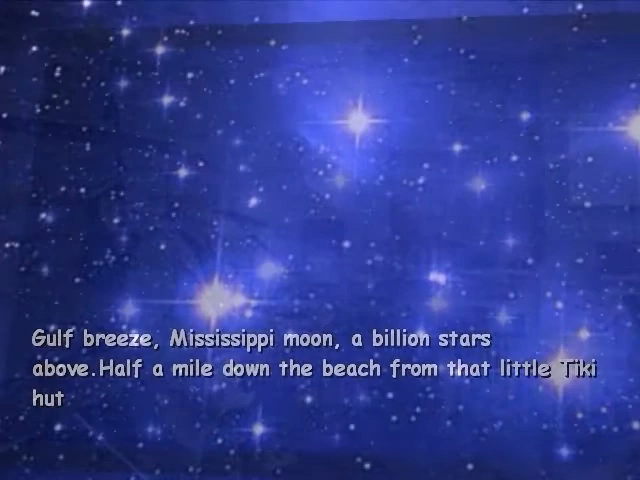 Gulf breeze, Mississippi moon, a billion stars
above.Half a mile down the beach from that little Tiki
hut